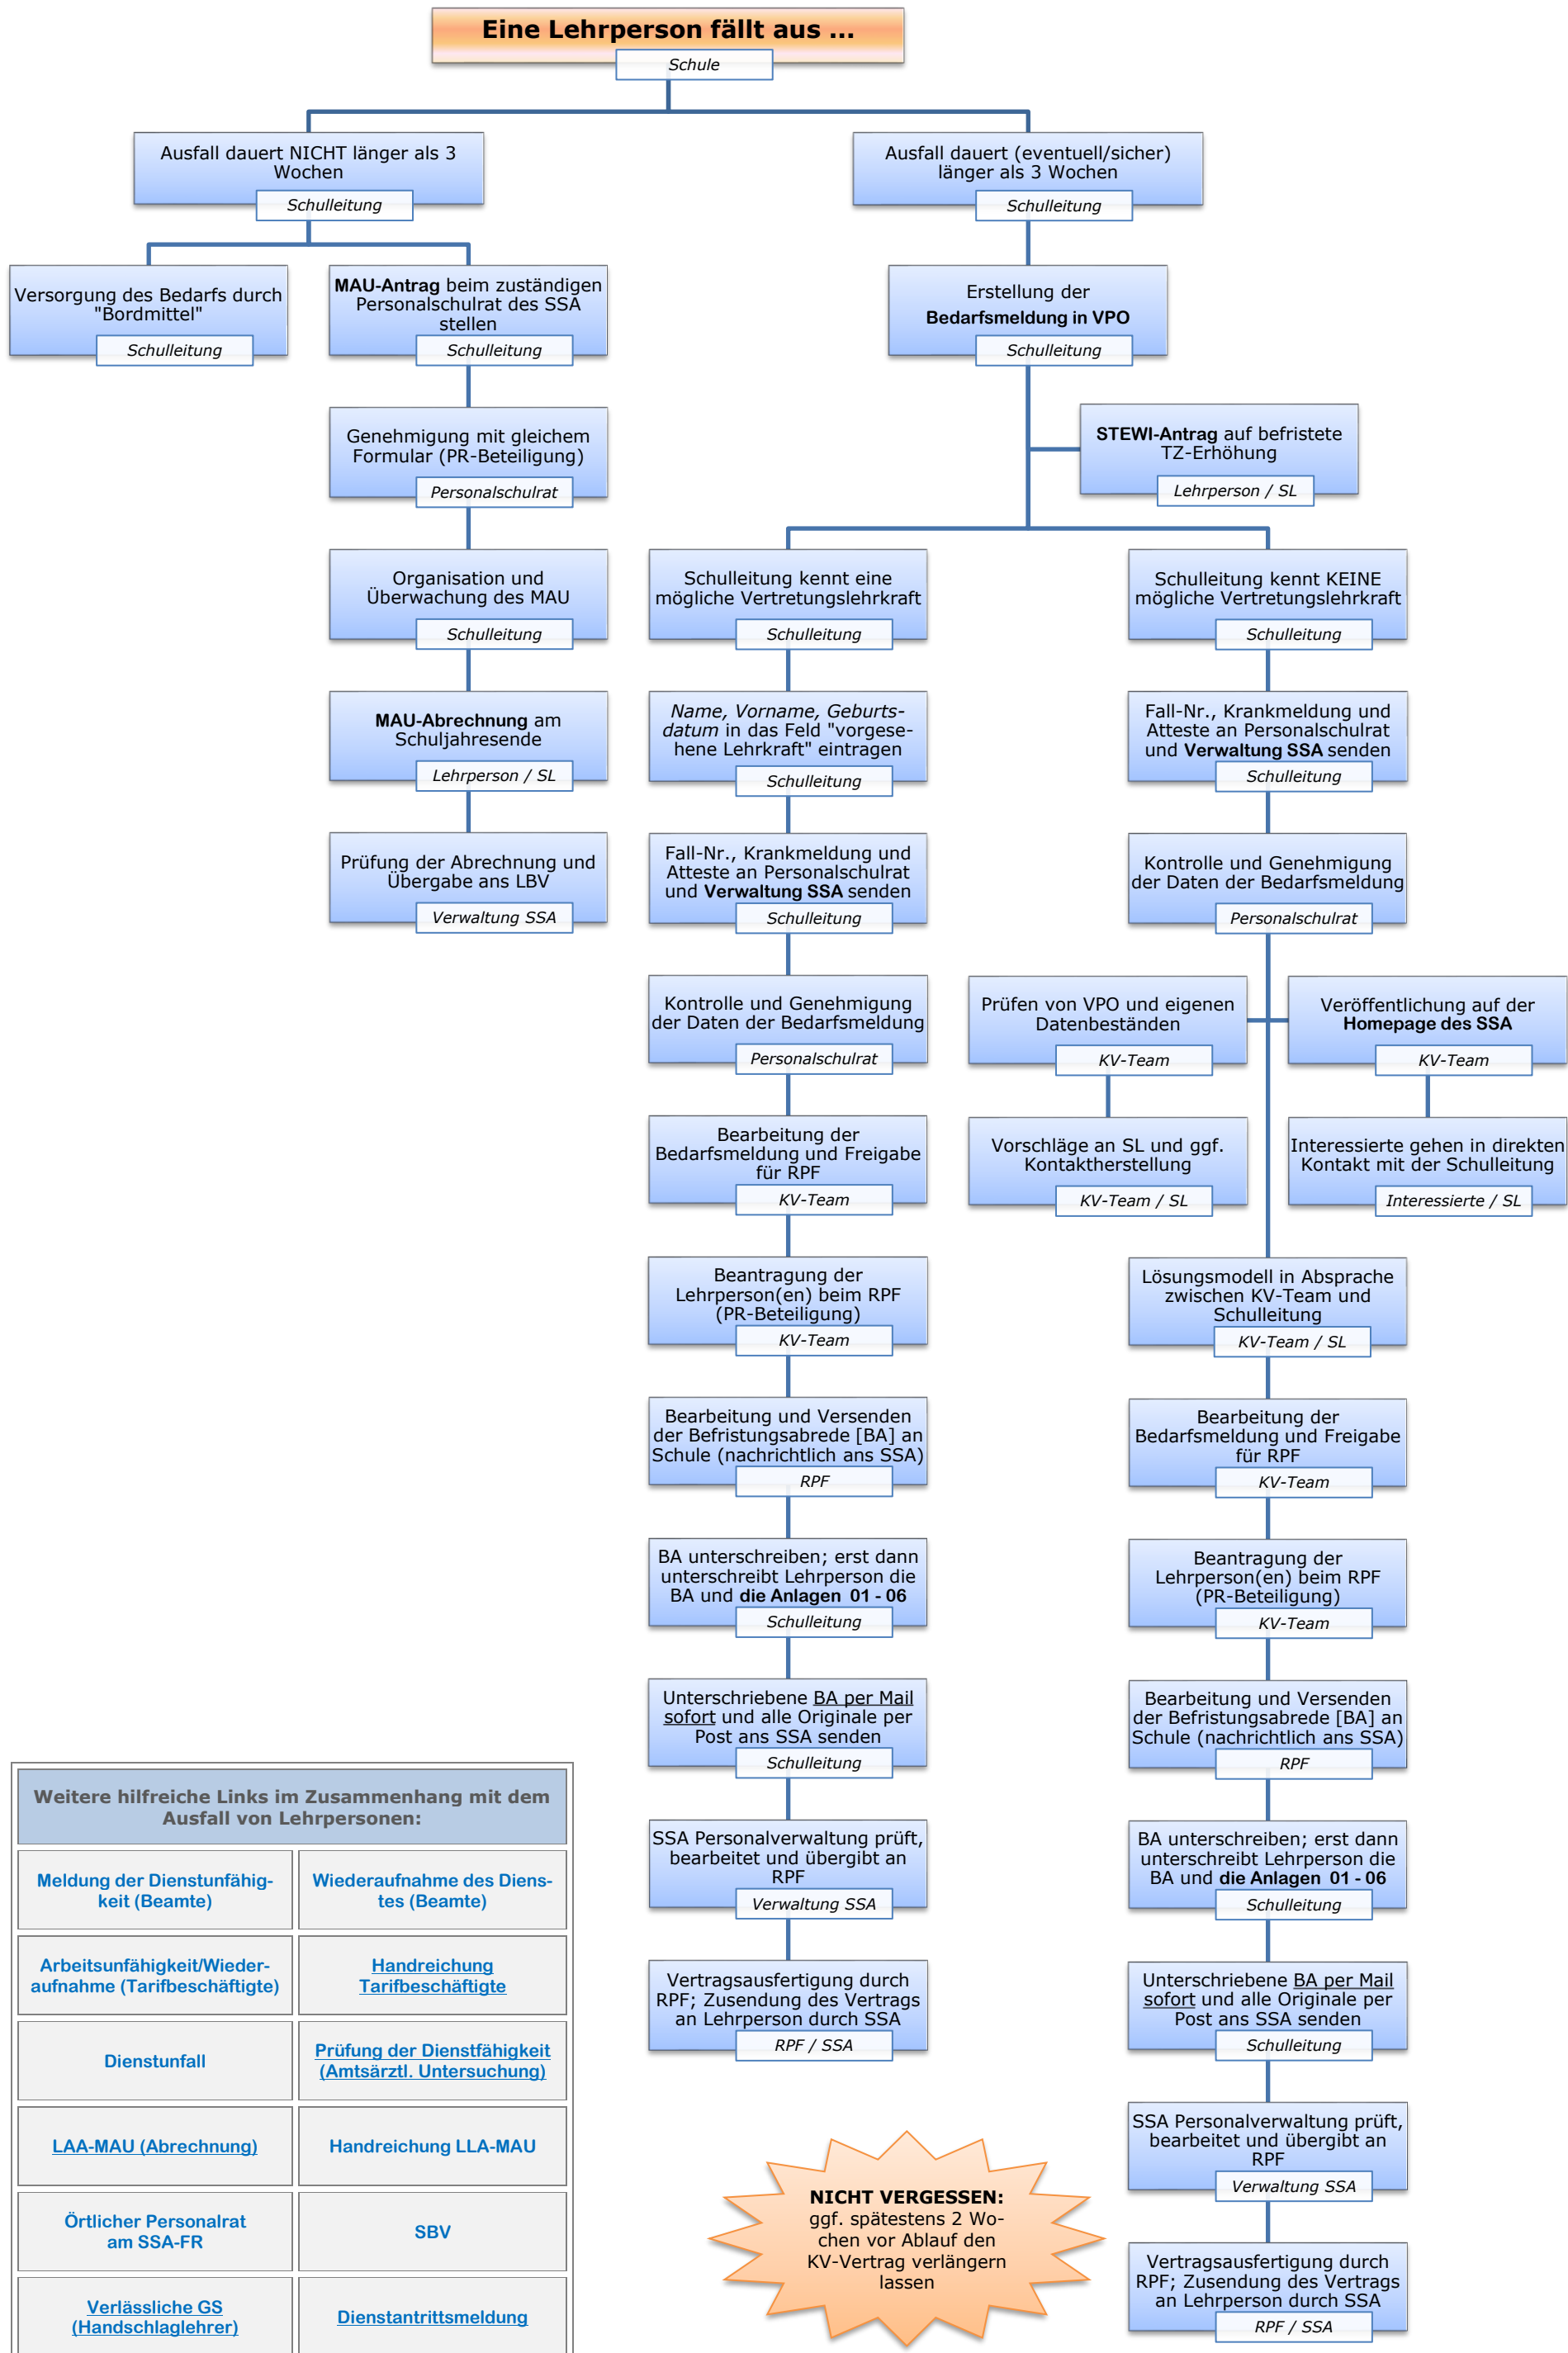 Eine Lehrperson fällt aus ...
Schule
Ausfall dauert NICHT länger als 3
Wochen
Schulleitung
Ausfall dauert (eventuell/sicher)
länger als 3 Wochen
Schulleitung
Versorgung des Bedarfs durch
"Bordmittel"
Schulleitung
MAU-Antrag beim zuständigen
Personalschulrat des SSA
stellen
Schulleitung
Genehmigung mit gleichem
Formular (PR-Beteiligung)
Personalschulrat
Organisation und
Überwachung des MAU
Schulleitung
MAU-Abrechnung am
Schuljahresende
Lehrperson / SL
Prüfung der Abrechnung und
Übergabe ans LBV
Verwaltung SSA
Erstellung der
Bedarfsmeldung in VPO
Schulleitung
STEWI-Antrag auf befristete
TZ-Erhöhung
Lehrperson / SL
Schulleitung kennt eine
mögliche Vertretungslehrkraft
Schulleitung
Name, Vorname, Geburts-
datum in das Feld "vorgese-
hene Lehrkraft" eintragen
Schulleitung
Fall-Nr., Krankmeldung und
Atteste an Personalschulrat
und Verwaltung SSA senden
Schulleitung
Kontrolle und Genehmigung
der Daten der Bedarfsmeldung
Personalschulrat
Bearbeitung der
Bedarfsmeldung und Freigabe
für RPF
KV-Team
Beantragung der
Lehrperson(en) beim RPF
(PR-Beteiligung)
KV-Team
Bearbeitung und Versenden
der Befristungsabrede [BA] an
Schule (nachrichtlich ans SSA)
RPF
BA unterschreiben; erst dann
unterschreibt Lehrperson die
BA und die Anlagen 01 - 06
Schulleitung
Unterschriebene BA per Mail
sofort und alle Originale per
Post ans SSA senden
Schulleitung
SSA Personalverwaltung prüft,
bearbeitet und übergibt an
RPF
Verwaltung SSA
Vertragsausfertigung durch
RPF; Zusendung des Vertrags
an Lehrperson durch SSA
RPF / SSA
Schulleitung kennt KEINE
mögliche Vertretungslehrkraft
Schulleitung
Fall-Nr., Krankmeldung und
Atteste an Personalschulrat
und Verwaltung SSA senden
Schulleitung
Kontrolle und Genehmigung
der Daten der Bedarfsmeldung
Personalschulrat
Prüfen von VPO und eigenen
Datenbeständen
KV-Team
Vorschläge an SL und ggf.
Kontaktherstellung
KV-Team / SL
Veröffentlichung auf der
Homepage des SSA
KV-Team
Interessierte gehen in direkten
Kontakt mit der Schulleitung
Interessierte / SL
Lösungsmodell in Absprache
zwischen KV-Team und
Schulleitung
KV-Team / SL
Bearbeitung der
Bedarfsmeldung und Freigabe
für RPF
KV-Team
Beantragung der
Lehrperson(en) beim RPF
(PR-Beteiligung)
KV-Team
Bearbeitung und Versenden
der Befristungsabrede [BA] an
Schule (nachrichtlich ans SSA)
RPF
BA unterschreiben; erst dann
unterschreibt Lehrperson die
BA und die Anlagen 01 - 06
Schulleitung
Unterschriebene BA per Mail
sofort und alle Originale per
Post ans SSA senden
Schulleitung
SSA Personalverwaltung prüft,
bearbeitet und übergibt an
RPF
Verwaltung SSA
Vertragsausfertigung durch
RPF; Zusendung des Vertrags
an Lehrperson durch SSA
RPF / SSA
NICHT VERGESSEN:
ggf. spätestens 2 Wo-
chen vor Ablauf den
KV-Vertrag verlängern
lassen
Weitere hilfreiche Links im Zusammenhang mit dem
Ausfall von Lehrpersonen:
Meldung der Dienstunfähig-
keit (Beamte)
Wiederaufnahme des Diens-
tes (Beamte)
Arbeitsunfähigkeit/Wieder-
aufnahme (Tarifbeschäftigte)
Handreichung
Tarifbeschäftigte
Dienstunfall
Prüfung der Dienstfähigkeit
(Amtsärztl. Untersuchung)
LAA-MAU (Abrechnung)
Handreichung LLA-MAU
Örtlicher Personalrat
am SSA-FR
SBV
Verlässliche GS
(Handschlaglehrer)
Dienstantrittsmeldung